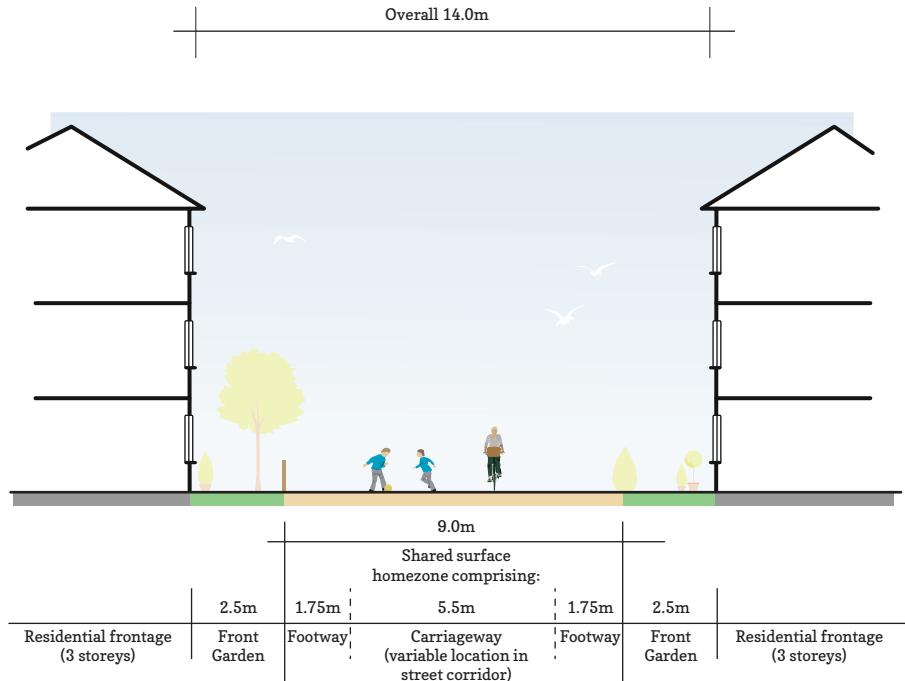 Overall 14.0m
9.0m
Shared surface
homezone comprising:
2.5m
1.75m
5.5m
1.75m
2.5m
Residential frontage
(3 storeys)
Front
Garden
Footway
Carriageway
(variable location in
street corridor)
Footway
Front
Garden
Residential frontage
(3 storeys)